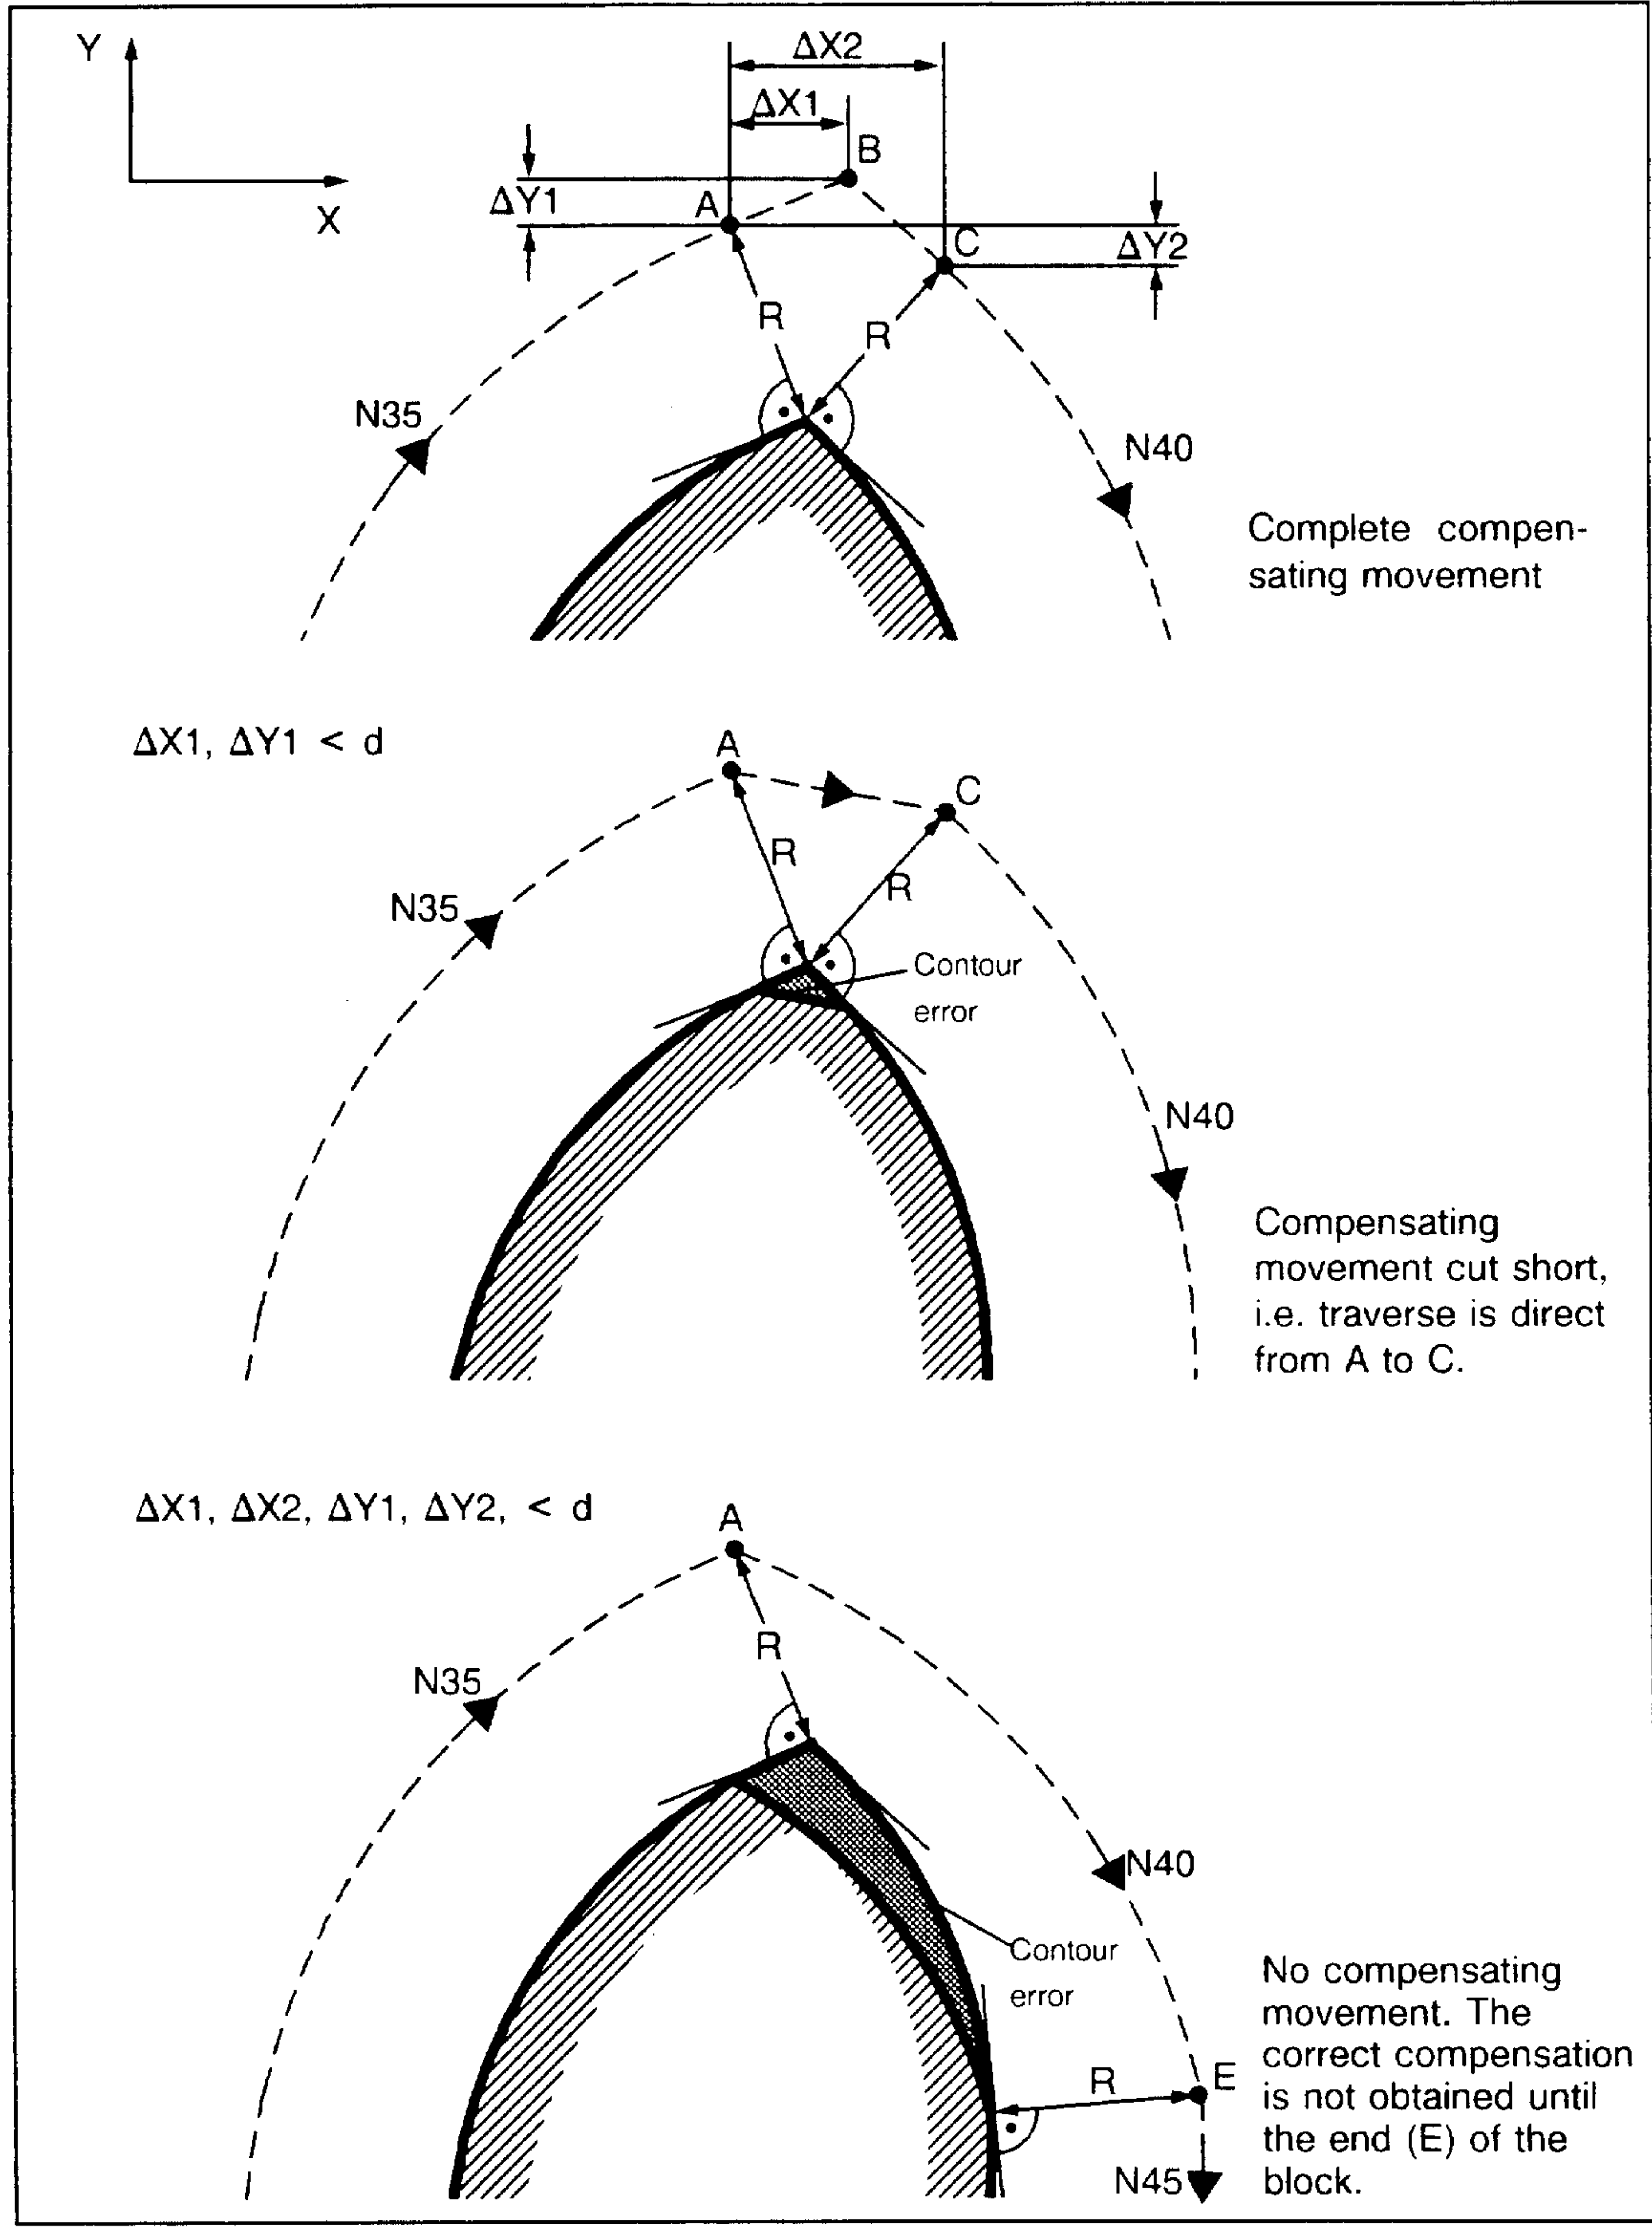 Y
X
ΔX2
ΔX1
B
ΔY1
A
C
ΔY2
R
R
N35
N40
Complete compen-
sating movement
ΔX1, ΔY1 < d
A
C
R
R
N35
Contour
error
N40
Compensating
movement cut short,
i.e. traverse is direct
from A to C.
ΔX1, ΔX2, ΔY1, ΔY2, < d
A
R
N35
N40
Contour
error
No compensating
movement. The
correct compensation
is not obtained until
the end (E) of the
block.
R
E
N45